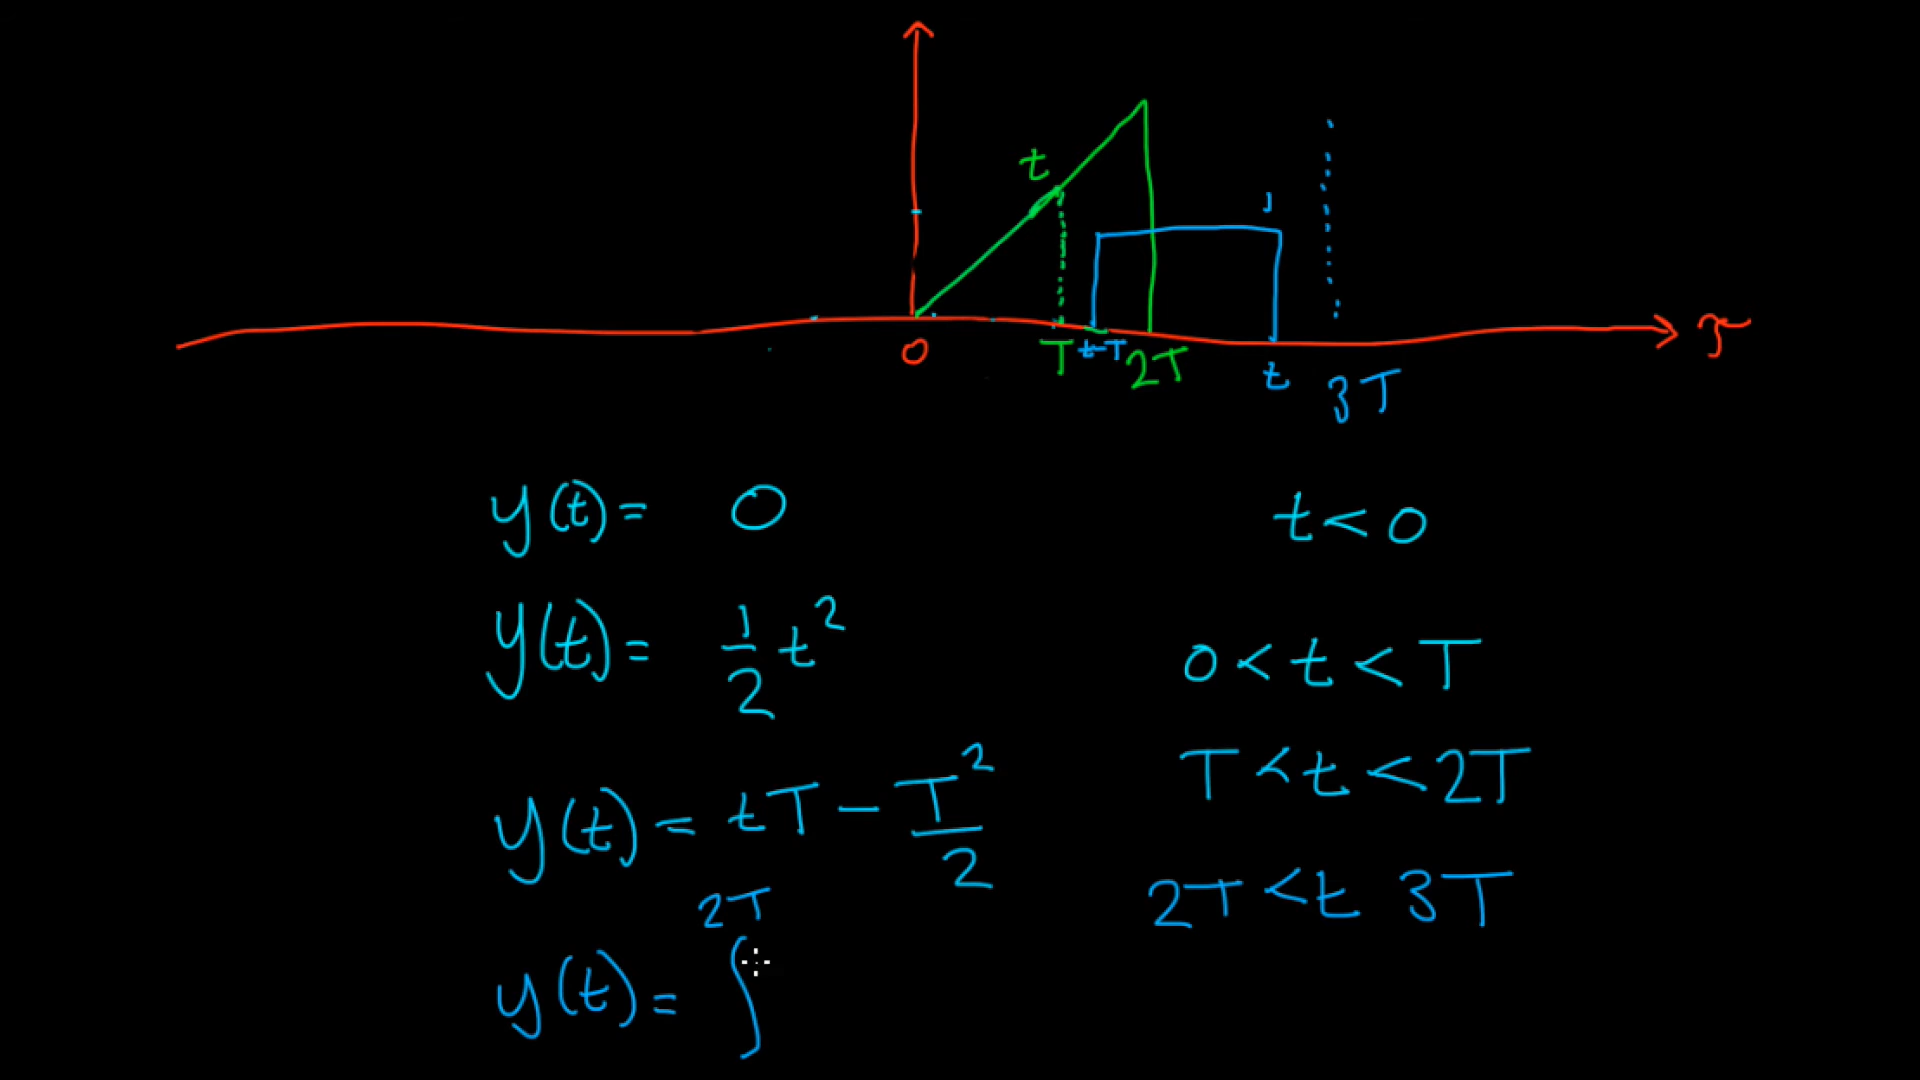 t
1
0 T t-T 2T t 3T τ
y(t) = 0 t < 0
y(t) = 1/2 t² 0 < t < T
y(t) = tT - T²/2 T < t < 2T
2T < t 3T
y(t) = ∫ 2T